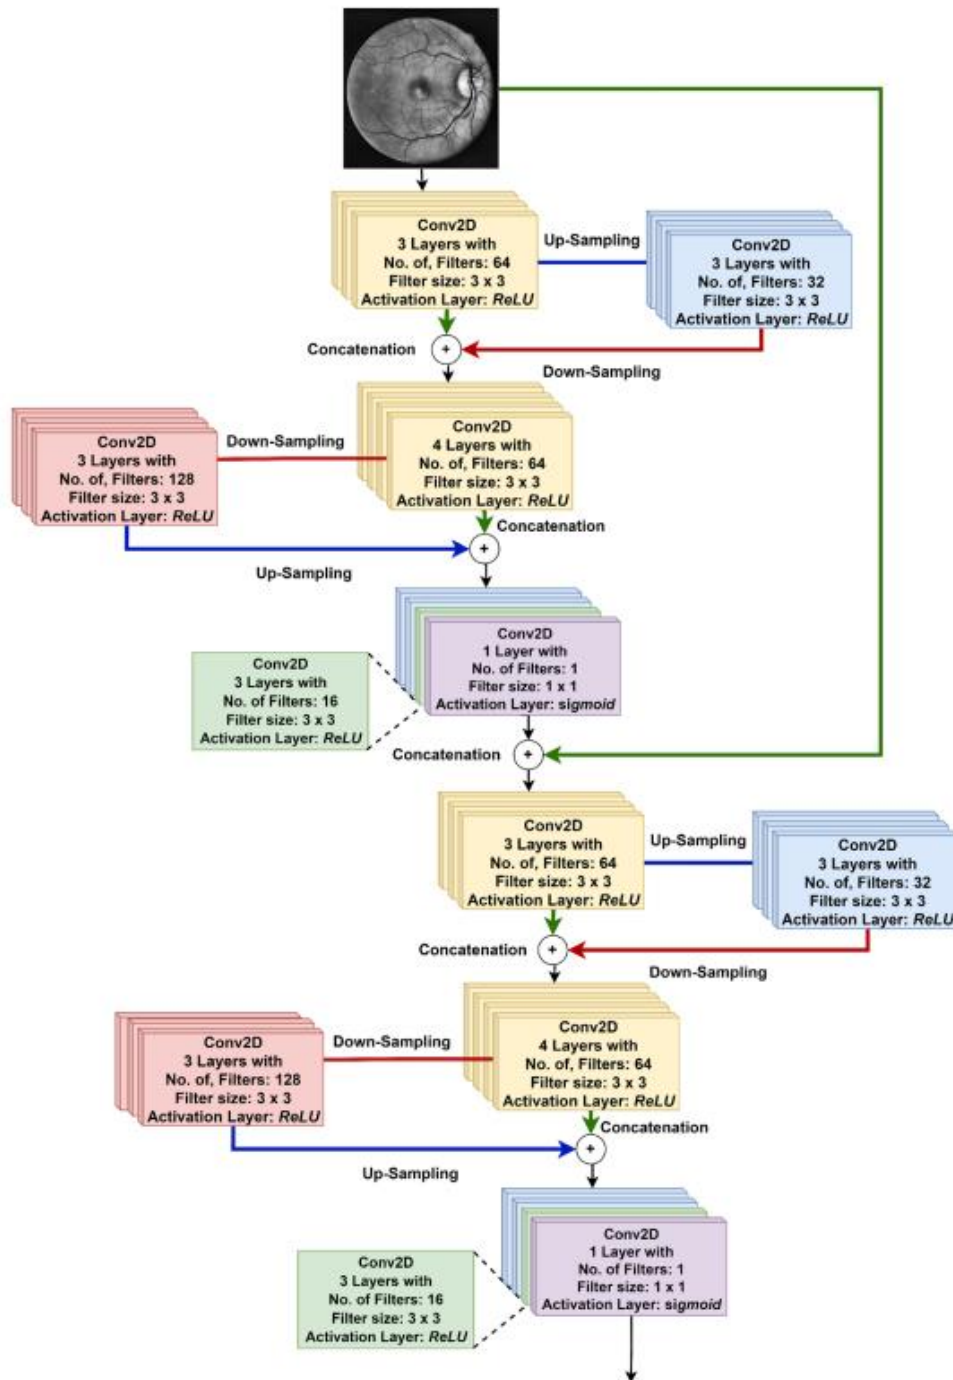 Conv2D
3 Layers with
No. of, Filters: 64
Filter size: 3 x 3
Activation Layer: ReLU
Up-Sampling
Conv2D
3 Layers with
No. of, Filters: 32
Filter size: 3 x 3
Activation Layer: ReLU
Concatenation
+
Down-Sampling
Conv2D
3 Layers with
No. of, Filters: 128
Filter size: 3 x 3
Activation Layer: ReLU
Down-Sampling
Conv2D
4 Layers with
No. of, Filters: 64
Filter size: 3 x 3
Activation Layer: ReLU
Concatenation
+
Up-Sampling
Conv2D
3 Layers with
No. of Filters: 16
Filter size: 3 x 3
Activation Layer: ReLU
Conv2D
1 Layer with
No. of Filters: 1
Filter size: 1 x 1
Activation Layer: sigmoid
Concatenation
+
Conv2D
3 Layers with
No. of, Filters: 64
Filter size: 3 x 3
Activation Layer: ReLU
Up-Sampling
Conv2D
3 Layers with
No. of, Filters: 32
Filter size: 3 x 3
Activation Layer: ReLU
Concatenation
+
Down-Sampling
Conv2D
3 Layers with
No. of, Filters: 128
Filter size: 3 x 3
Activation Layer: ReLU
Down-Sampling
Conv2D
4 Layers with
No. of, Filters: 64
Filter size: 3 x 3
Activation Layer: ReLU
Concatenation
+
Up-Sampling
Conv2D
3 Layers with
No. of Filters: 16
Filter size: 3 x 3
Activation Layer: ReLU
Conv2D
1 Layer with
No. of Filters: 1
Filter size: 1 x 1
Activation Layer: sigmoid